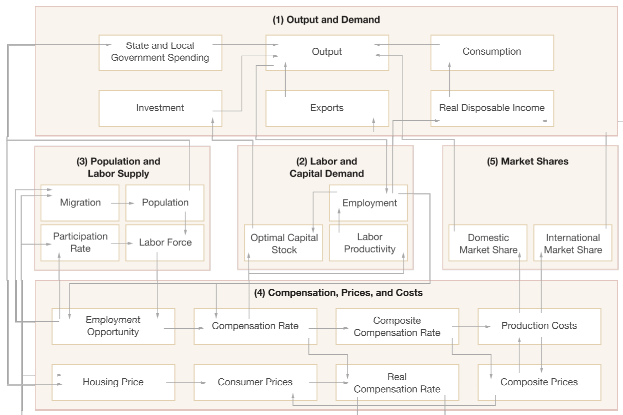 (1) Output and Demand
State and Local
Government Spending
Output
Consumption
Investment
Exports
Real Disposable Income
(3) Population and
Labor Supply
Migration
Population
Participation
Rate
Labor Force
(2) Labor and
Capital Demand
Employment
Optimal Capital
Stock
Labor
Productivity
(5) Market Shares
Domestic
Market Share
International
Market Share
(4) Compensation, Prices, and Costs
Employment
Opportunity
Compensation Rate
Composite
Compensation Rate
Production Costs
Housing Price
Consumer Prices
Real
Compensation Rate
Composite Prices